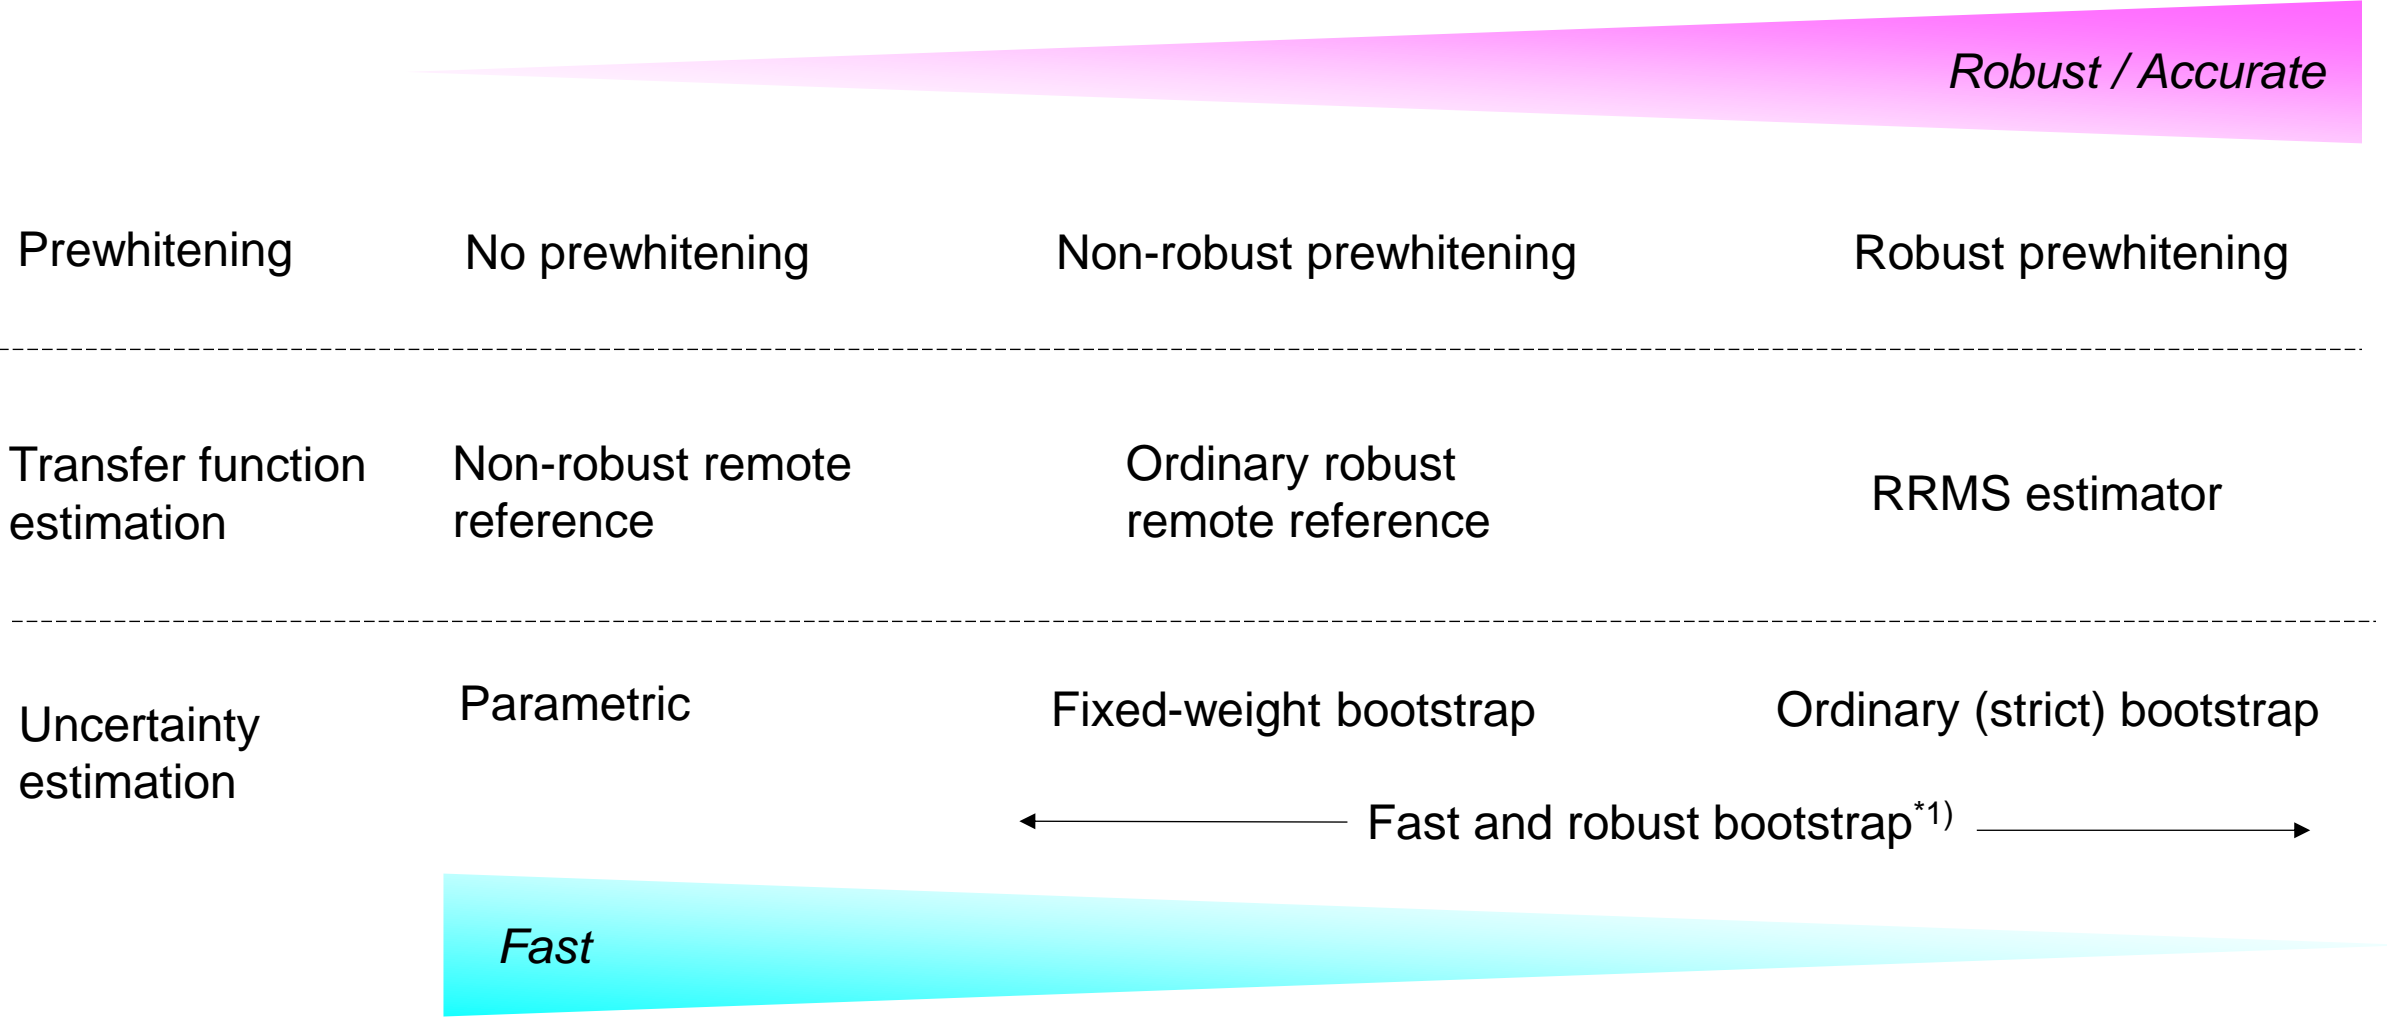 Robust / Accurate
Prewhitening
No prewhitening
Non-robust prewhitening
Robust prewhitening
Transfer function
estimation
Non-robust remote
reference
Ordinary robust
remote reference
RRMS estimator
Uncertainty
estimation
Parametric
Fixed-weight bootstrap
Ordinary (strict) bootstrap
Fast and robust bootstrap*1)
Fast